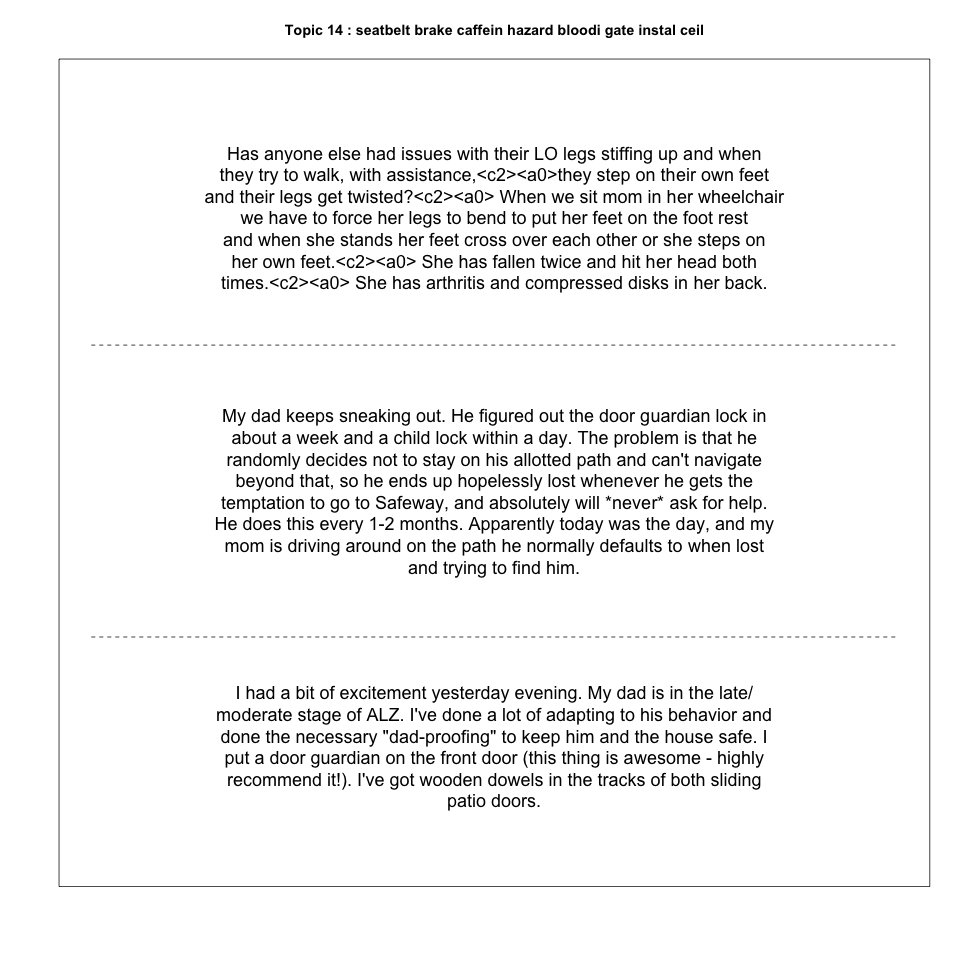 Topic 14 : seatbelt brake caffein hazard bloodi gate instal ceil
Has anyone else had issues with their LO legs stiffing up and when
they try to walk, with assistance,<c2><a0>they step on their own feet
and their legs get twisted?<c2><a0> When we sit mom in her wheelchair
we have to force her legs to bend to put her feet on the foot rest
and when she stands her feet cross over each other or she steps on
her own feet.<c2><a0> She has fallen twice and hit her head both
times.<c2><a0> She has arthritis and compressed disks in her back.
My dad keeps sneaking out. He figured out the door guardian lock in
about a week and a child lock within a day. The problem is that he
randomly decides not to stay on his allotted path and can't navigate
beyond that, so he ends up hopelessly lost whenever he gets the
temptation to go to Safeway, and absolutely will *never* ask for help.
He does this every 1-2 months. Apparently today was the day, and my
mom is driving around on the path he normally defaults to when lost
and trying to find him.
I had a bit of excitement yesterday evening. My dad is in the late/
moderate stage of ALZ. I've done a lot of adapting to his behavior and
done the necessary "dad-proofing" to keep him and the house safe. I
put a door guardian on the front door (this thing is awesome - highly
recommend it!). I've got wooden dowels in the tracks of both sliding
patio doors.